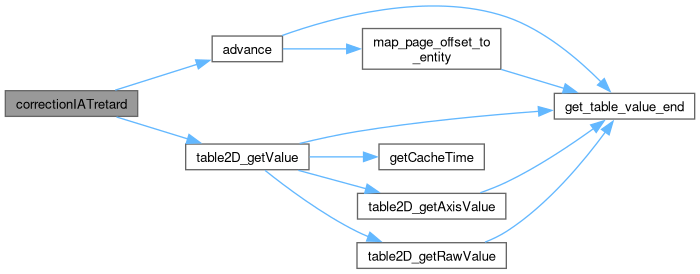 correctionIATretard
advance
map_page_offset_to
_entity
get_table_value_end
table2D_getValue
getCacheTime
table2D_getAxisValue
table2D_getRawValue